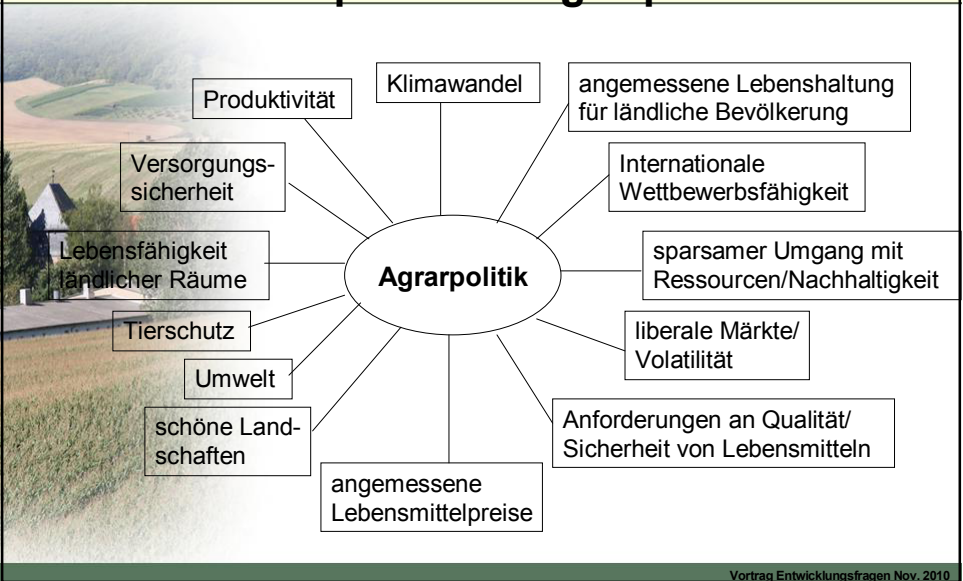 Klimawandel
angemessene Lebenshaltung
für ländliche Bevölkerung
Produktivität
Versorgungs-
sicherheit
Internationale
Wettbewerbsfähigkeit
Lebensfähigkeit
ländlicher Räume
Agrarpolitik
sparsamer Umgang mit
Ressourcen/Nachhaltigkeit
Tierschutz
liberale Märkte/
Volatilität
Umwelt
schöne Land-
schaften
Anforderungen an Qualität/
Sicherheit von Lebensmitteln
angemessene
Lebensmittelpreise
Vortrag Entwicklungsfragen Nov. 2010